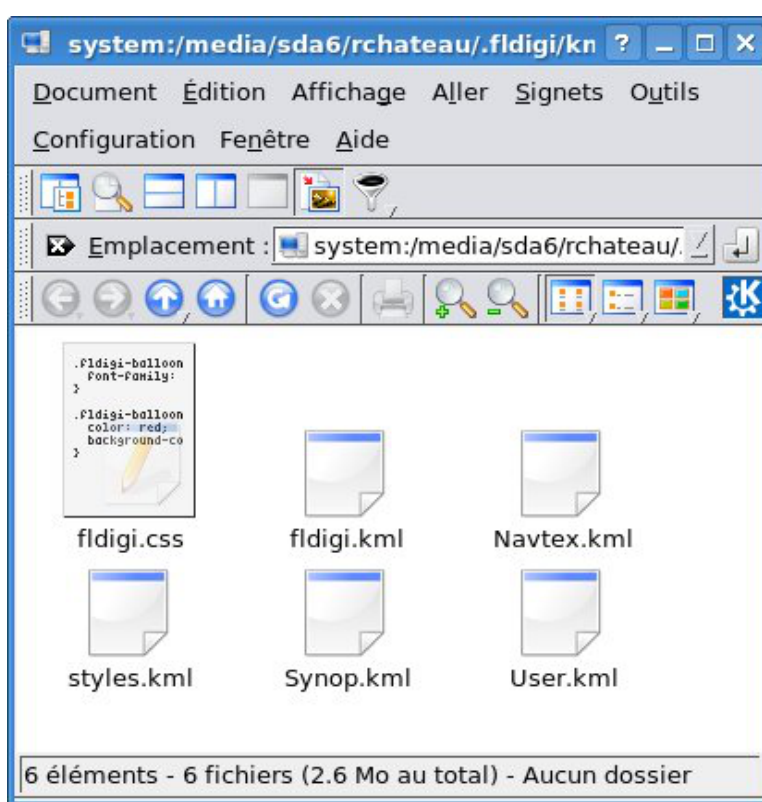 system:/media/sda6/rchateau/.fldigi/kn
Document Édition Affichage Aller Signets Outils
Configuration Fenêtre Aide
Emplacement : system:/media/sda6/rchateau/.
.fldigi-balloon
font-family:
}
.fldigi-balloon
color: red;
background-co
}
fldigi.css fldigi.kml Navtex.kml
styles.kml Synop.kml User.kml
6 éléments - 6 fichiers (2.6 Mo au total) - Aucun dossier